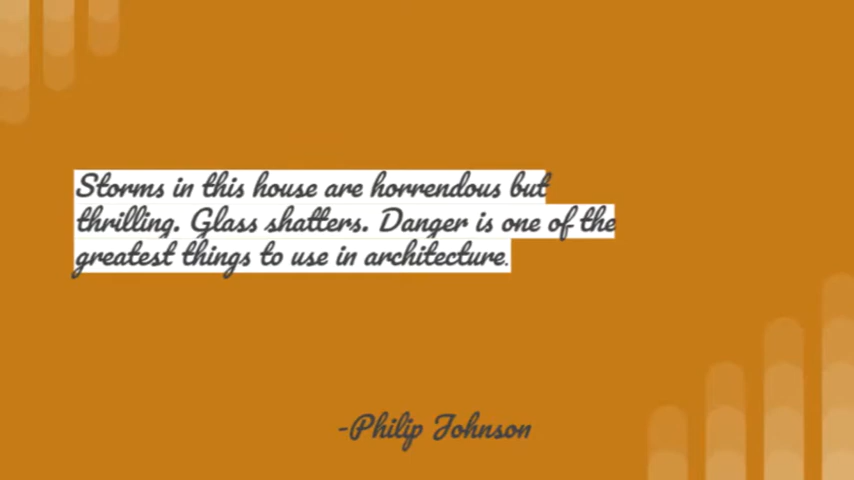 Storms in this house are horrendous but
thrilling. Glass shatters. Danger is one of the
greatest things to use in architecture.
-Philip Johnson